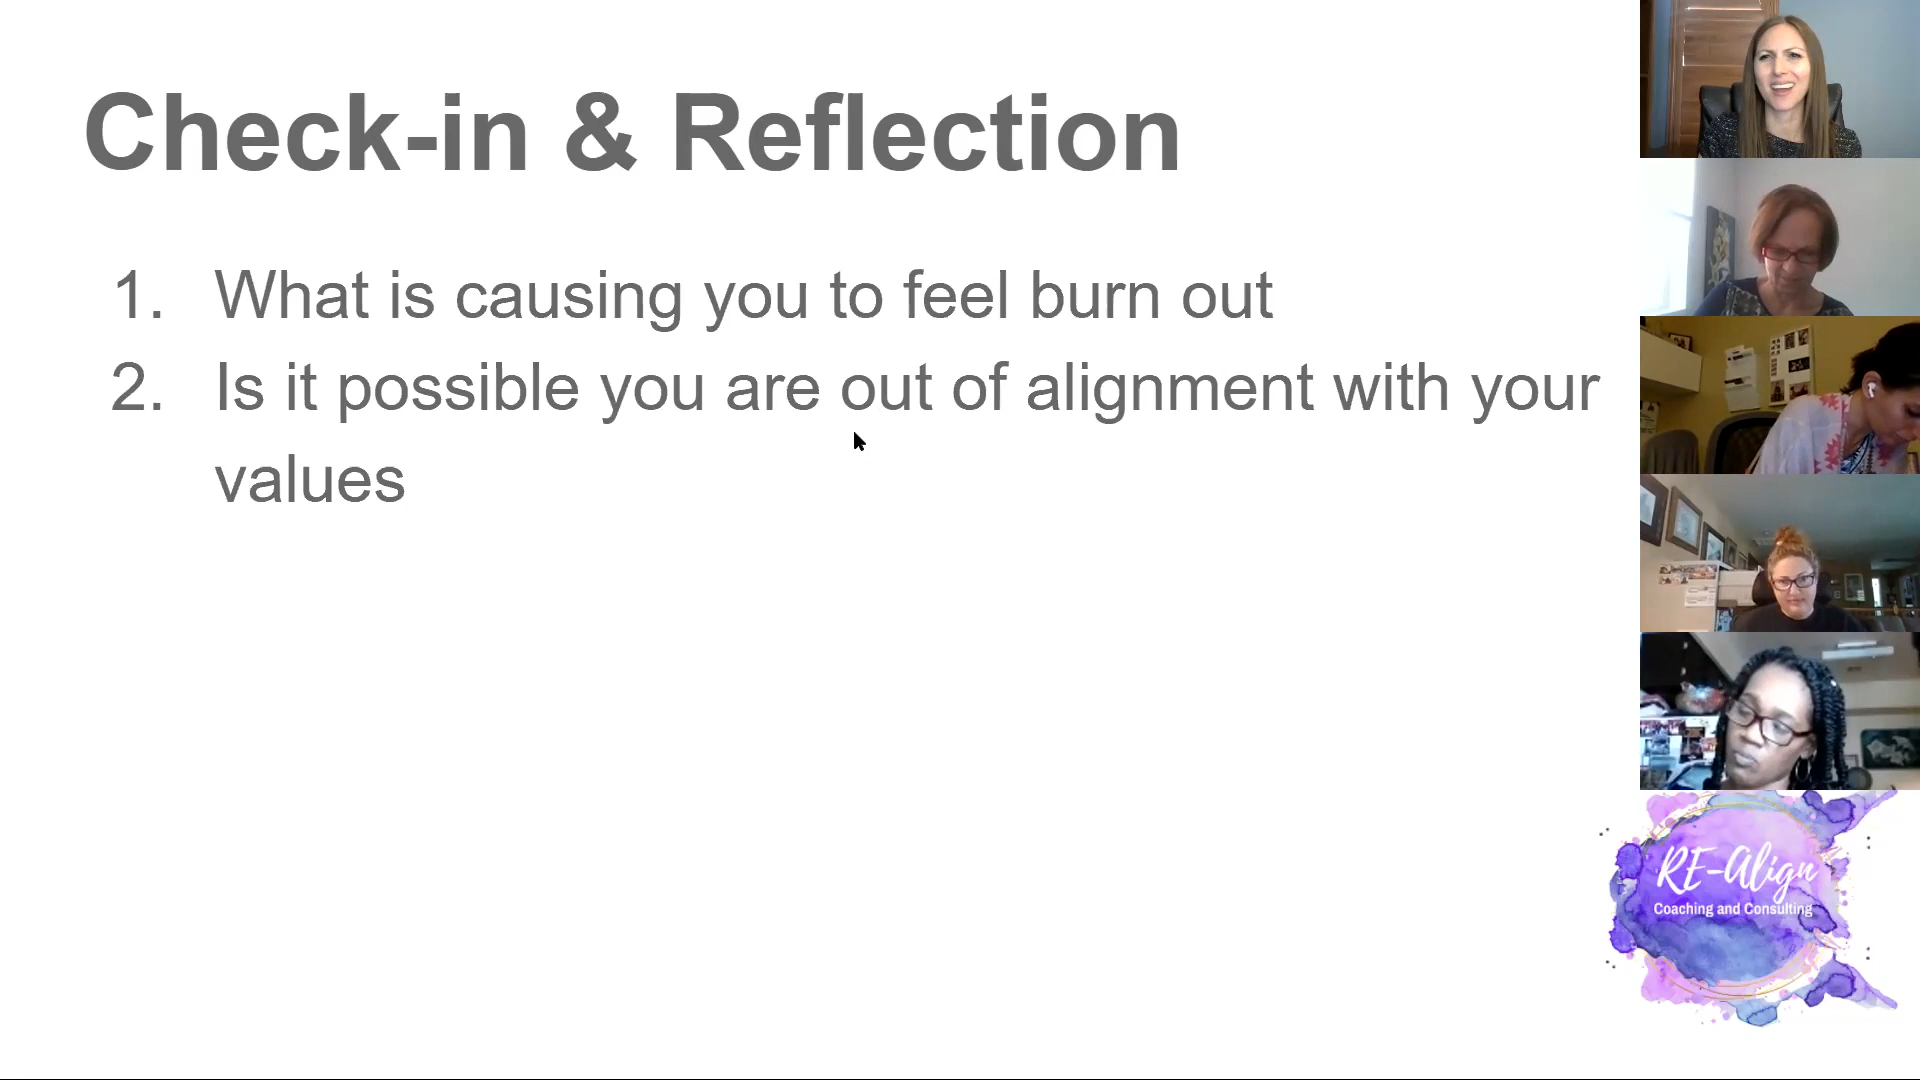 Check-in & Reflection
1. What is causing you to feel burn out
2. Is it possible you are out of alignment with your
values
RE-Align
Coaching and Consulting